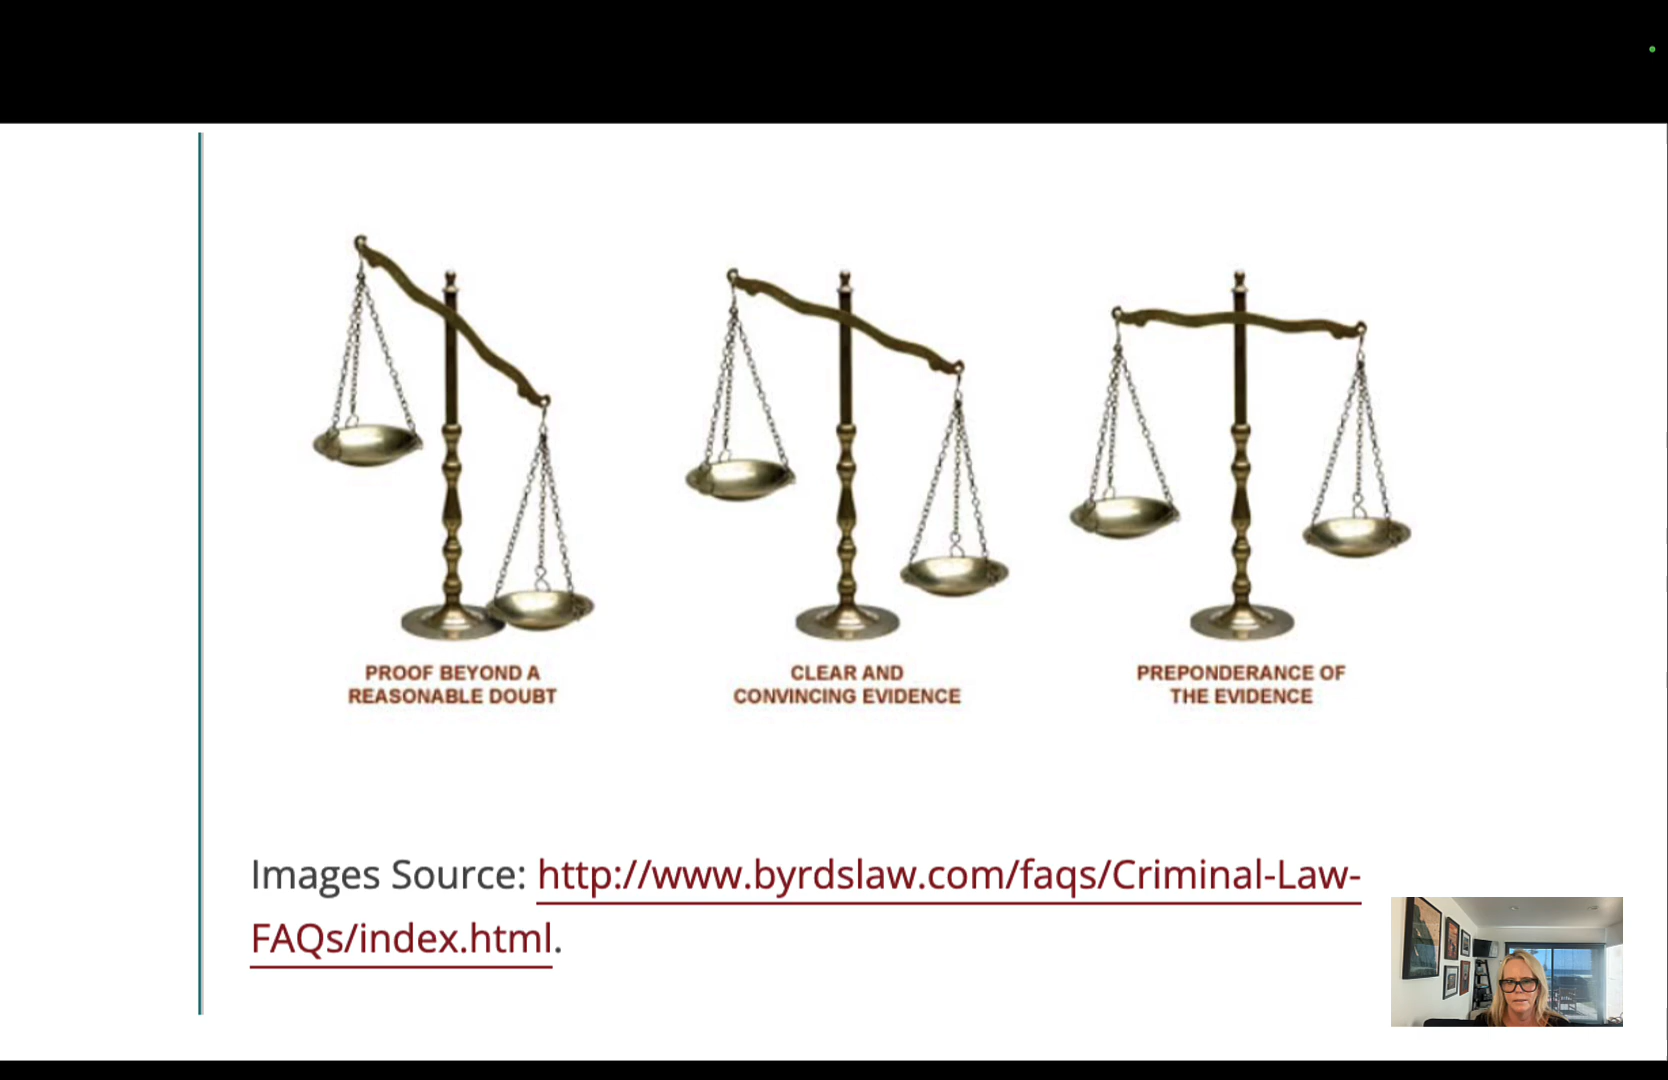 PROOF BEYOND A
REASONABLE DOUBT
CLEAR AND
CONVINCING EVIDENCE
PREPONDERANCE OF
THE EVIDENCE
Images Source: http://www.byrdslaw.com/faqs/Criminal-Law-
FAQs/index.html.